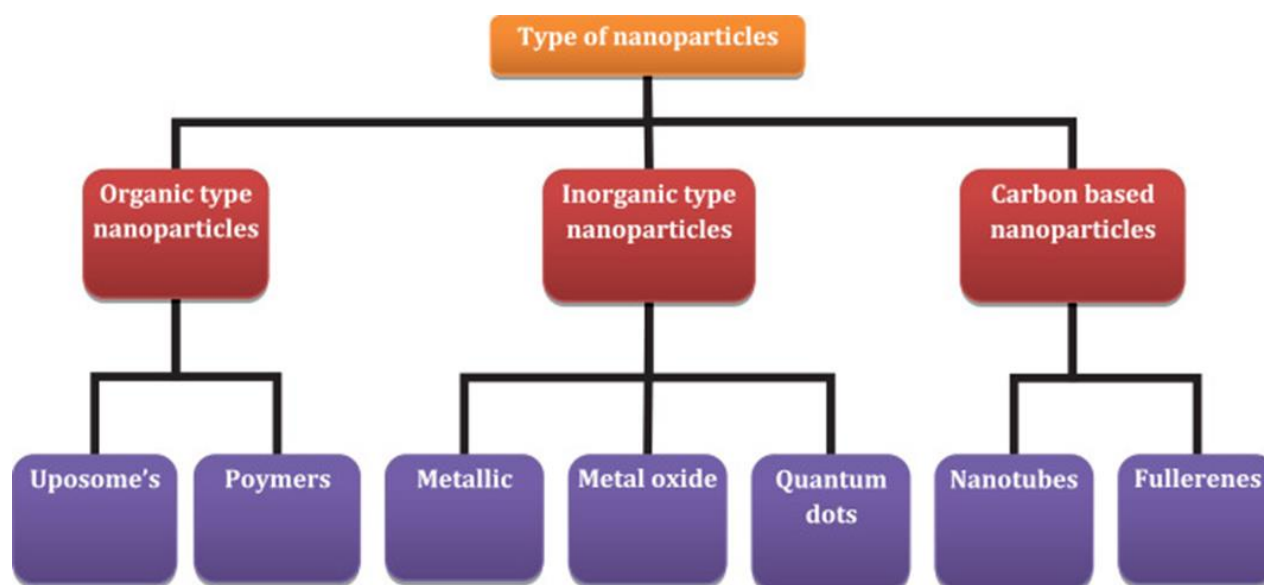 Type of nanoparticles
Organic type
nanoparticles
Inorganic type
nanoparticles
Carbon based
nanoparticles
Uposome's
Poymers
Metallic
Metal oxide
Quantum
dots
Nanotubes
Fullerenes